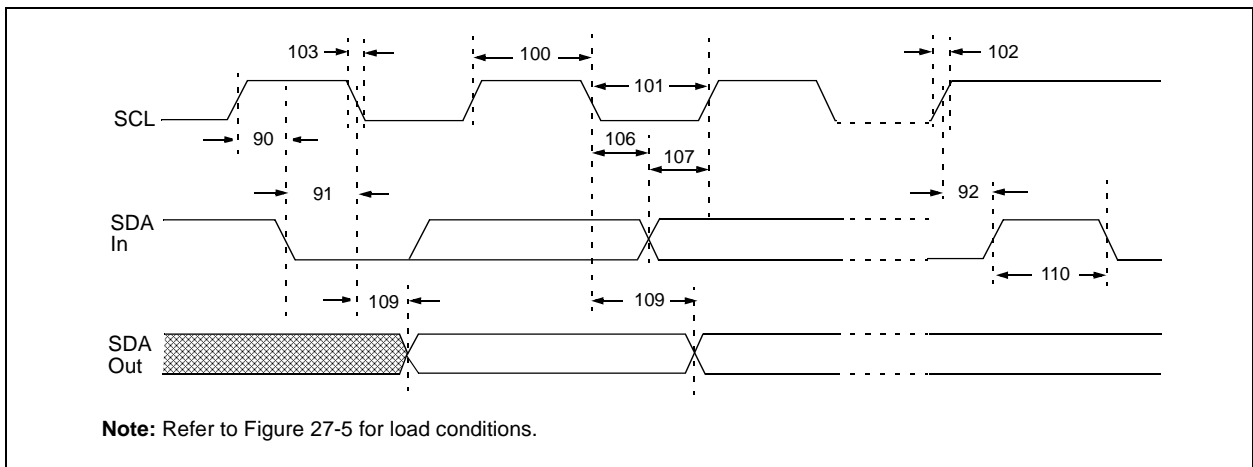 103
100
102
101
SCL
90
106
107
91
92
SDA
In
110
109
109
SDA
Out
Note: Refer to Figure 27-5 for load conditions.